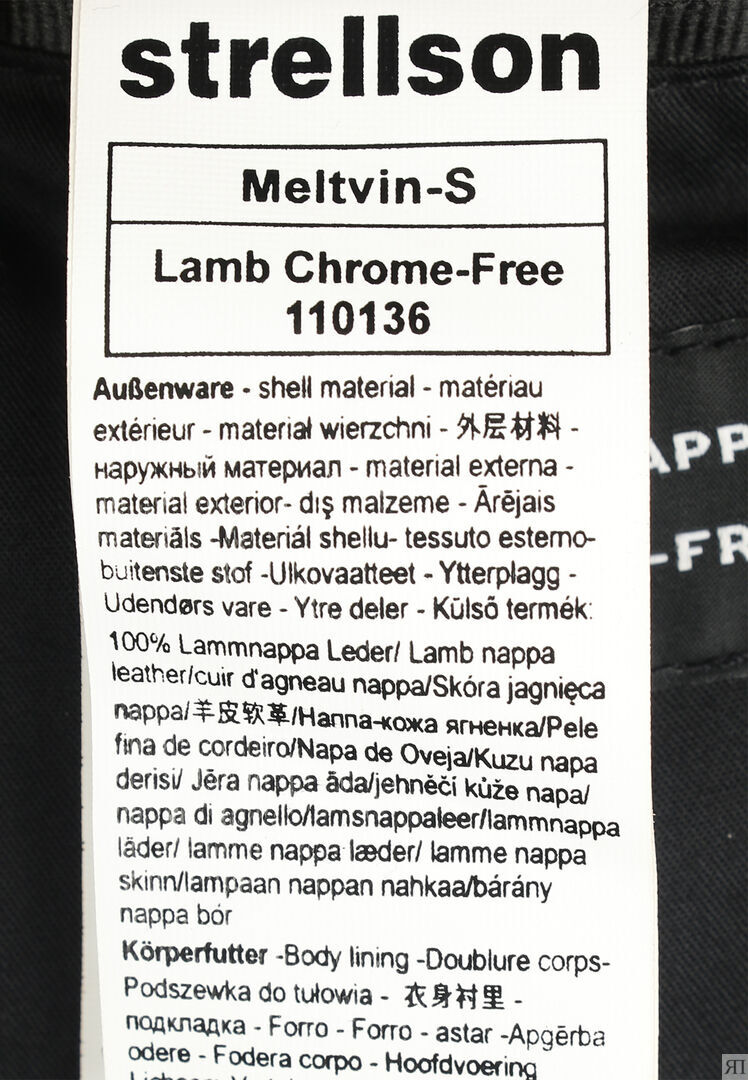 strellson
Meltvin-S
Lamb Chrome-Free
110136
Außenware - shell material - matériau
extérieur - materiał wierzchni - 外层材料 -
наружный материал - material externa -
material exterior- dış malzeme - Ārējais
materiāls -Materiál shellu- tessuto esterno-
buitenste stof -Ulkovaatteet - Ytterplagg -
Udendørs vare - Ytre deler - Külső termék:
100% Lammnappa Leder/ Lamb nappa
leather/cuir d'agneau nappa/Skóra jagnięca
nappa/羊皮软革/Наппа-кожа ягненка/Pele
fina de cordeiro/Napa de Oveja/Kuzu napa
derisi/ Jēra nappa āda/jehněčí kůže napa/
nappa di agnello/lamsnappaleer/lammnappa
läder/ lamme nappa læder/ lamme nappa
skinn/lampaan nappan nahkaa/bárány
nappa bőr
Körperfutter -Body lining -Doublure corps-
Podszewka do tułowia - 衣身衬里 -
подкладка - Forro - Forro - astar -Apģērba
odere - Fodera corpo - Hoofdvoering
APP
-FR
ЯП